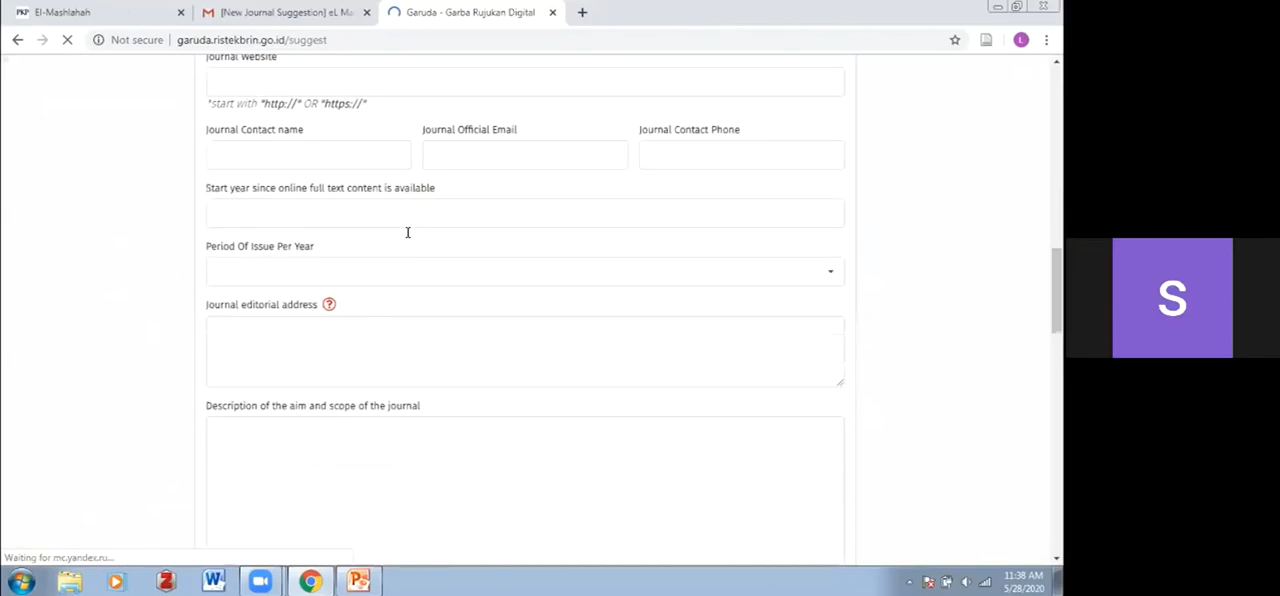 PKP El-Mashlahah
[New Journal Suggestion] eL Ma
Garuda - Garba Rujukan Digital
Not secure garuda.ristekbrin.go.id/suggest
L
Journal Website
*start with "http://" OR "https://"
Journal Contact name Journal Official Email Journal Contact Phone
Start year since online full text content is available
Period Of Issue Per Year
Journal editorial address ?
Description of the aim and scope of the journal
Waiting for mc.yandex.ru...
S
11:38 AM
5/28/2020